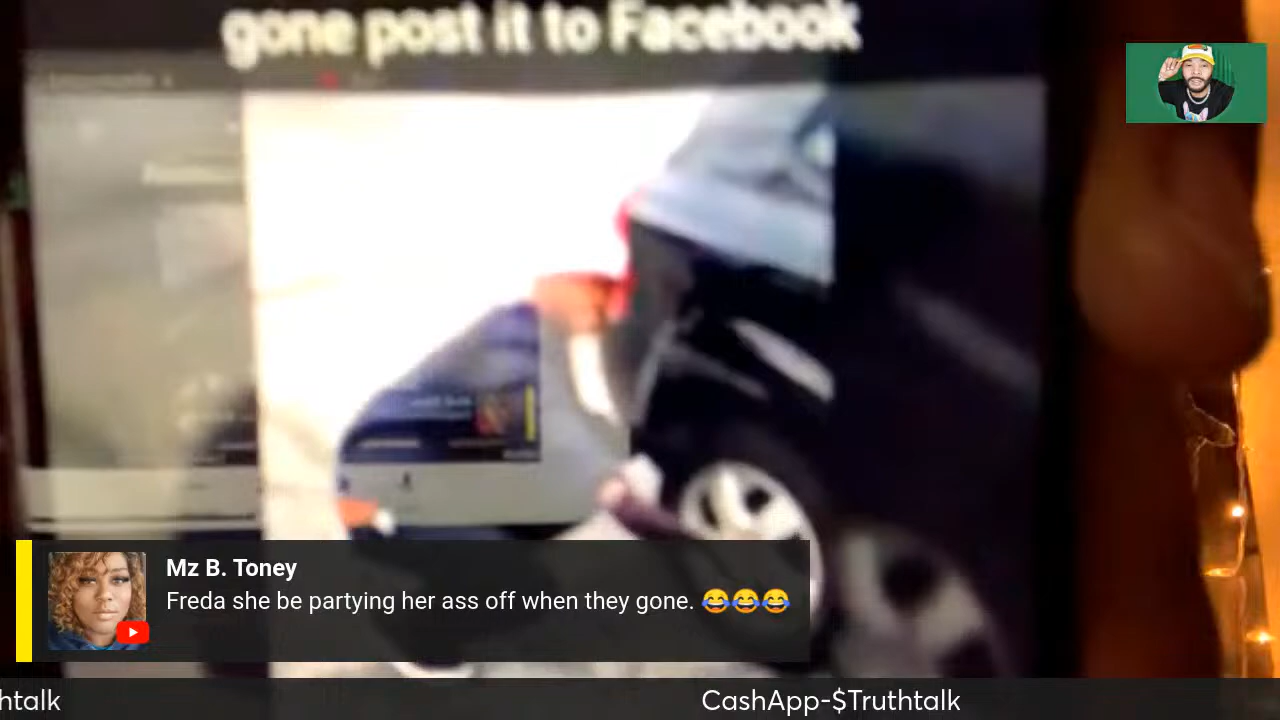 gone post it to Facebook
Mz B. Toney
Freda she be partying her ass off when they gone. 😂😂😂
htalk
CashApp-$Truthtalk